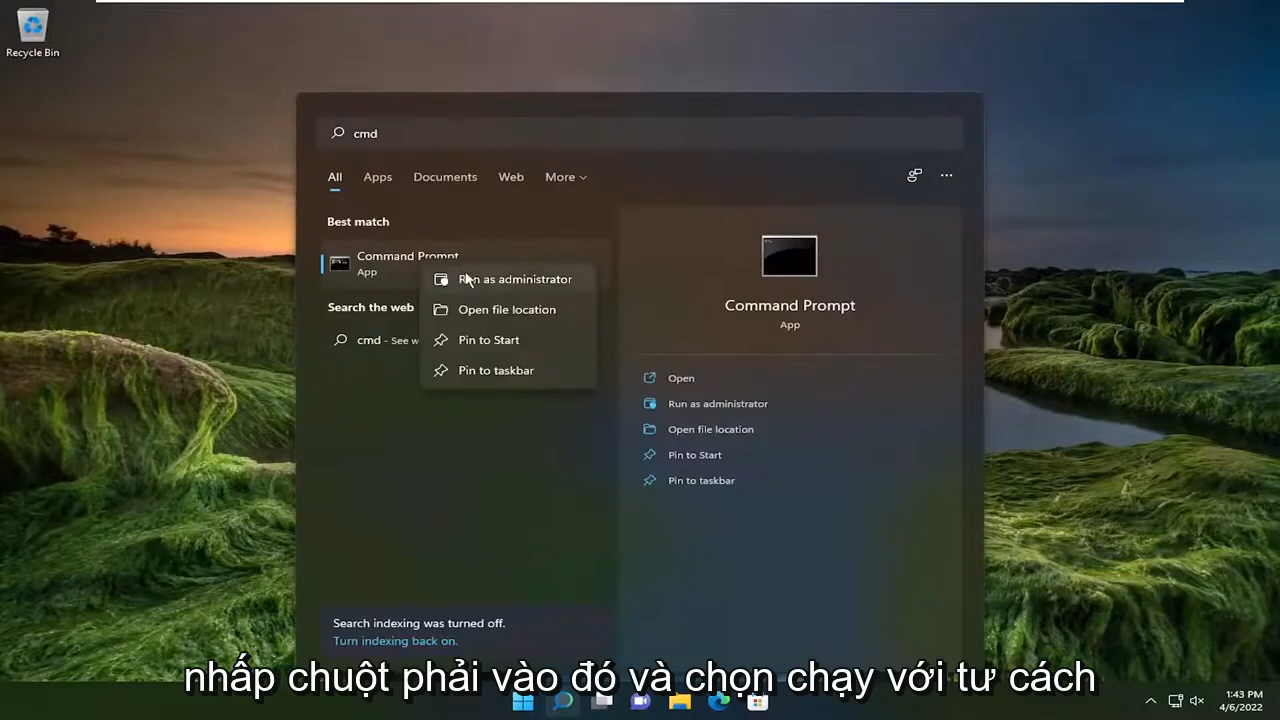 Recycle Bin
cmd
All Apps Documents Web More
Best match
Command Prompt
App
Run as administrator
Open file location
Pin to Start
Pin to taskbar
Search the web
cmd - See w
Command Prompt
App
Open
Run as administrator
Open file location
Pin to Start
Pin to taskbar
Search indexing was turned off.
Turn indexing back on.
nhấp chuột phải vào đó và chọn chạy với tư cách
1:43 PM
4/6/2022